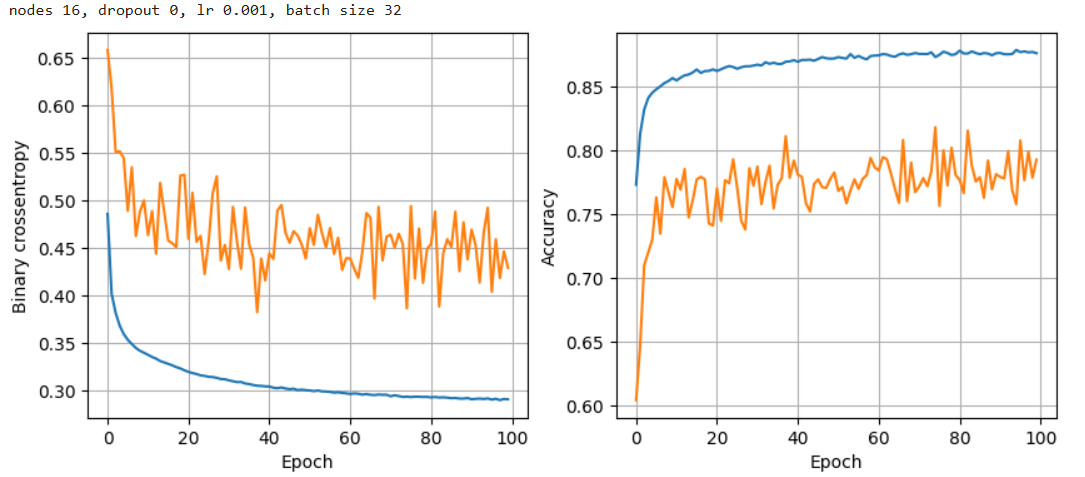 nodes 16, dropout 0, lr 0.001, batch size 32
Binary crossentropy
0.65
0.60
0.55
0.50
0.45
0.40
0.35
0.30
0 20 40 60 80 100
Epoch
Accuracy
0.85
0.80
0.75
0.70
0.65
0.60
0 20 40 60 80 100
Epoch